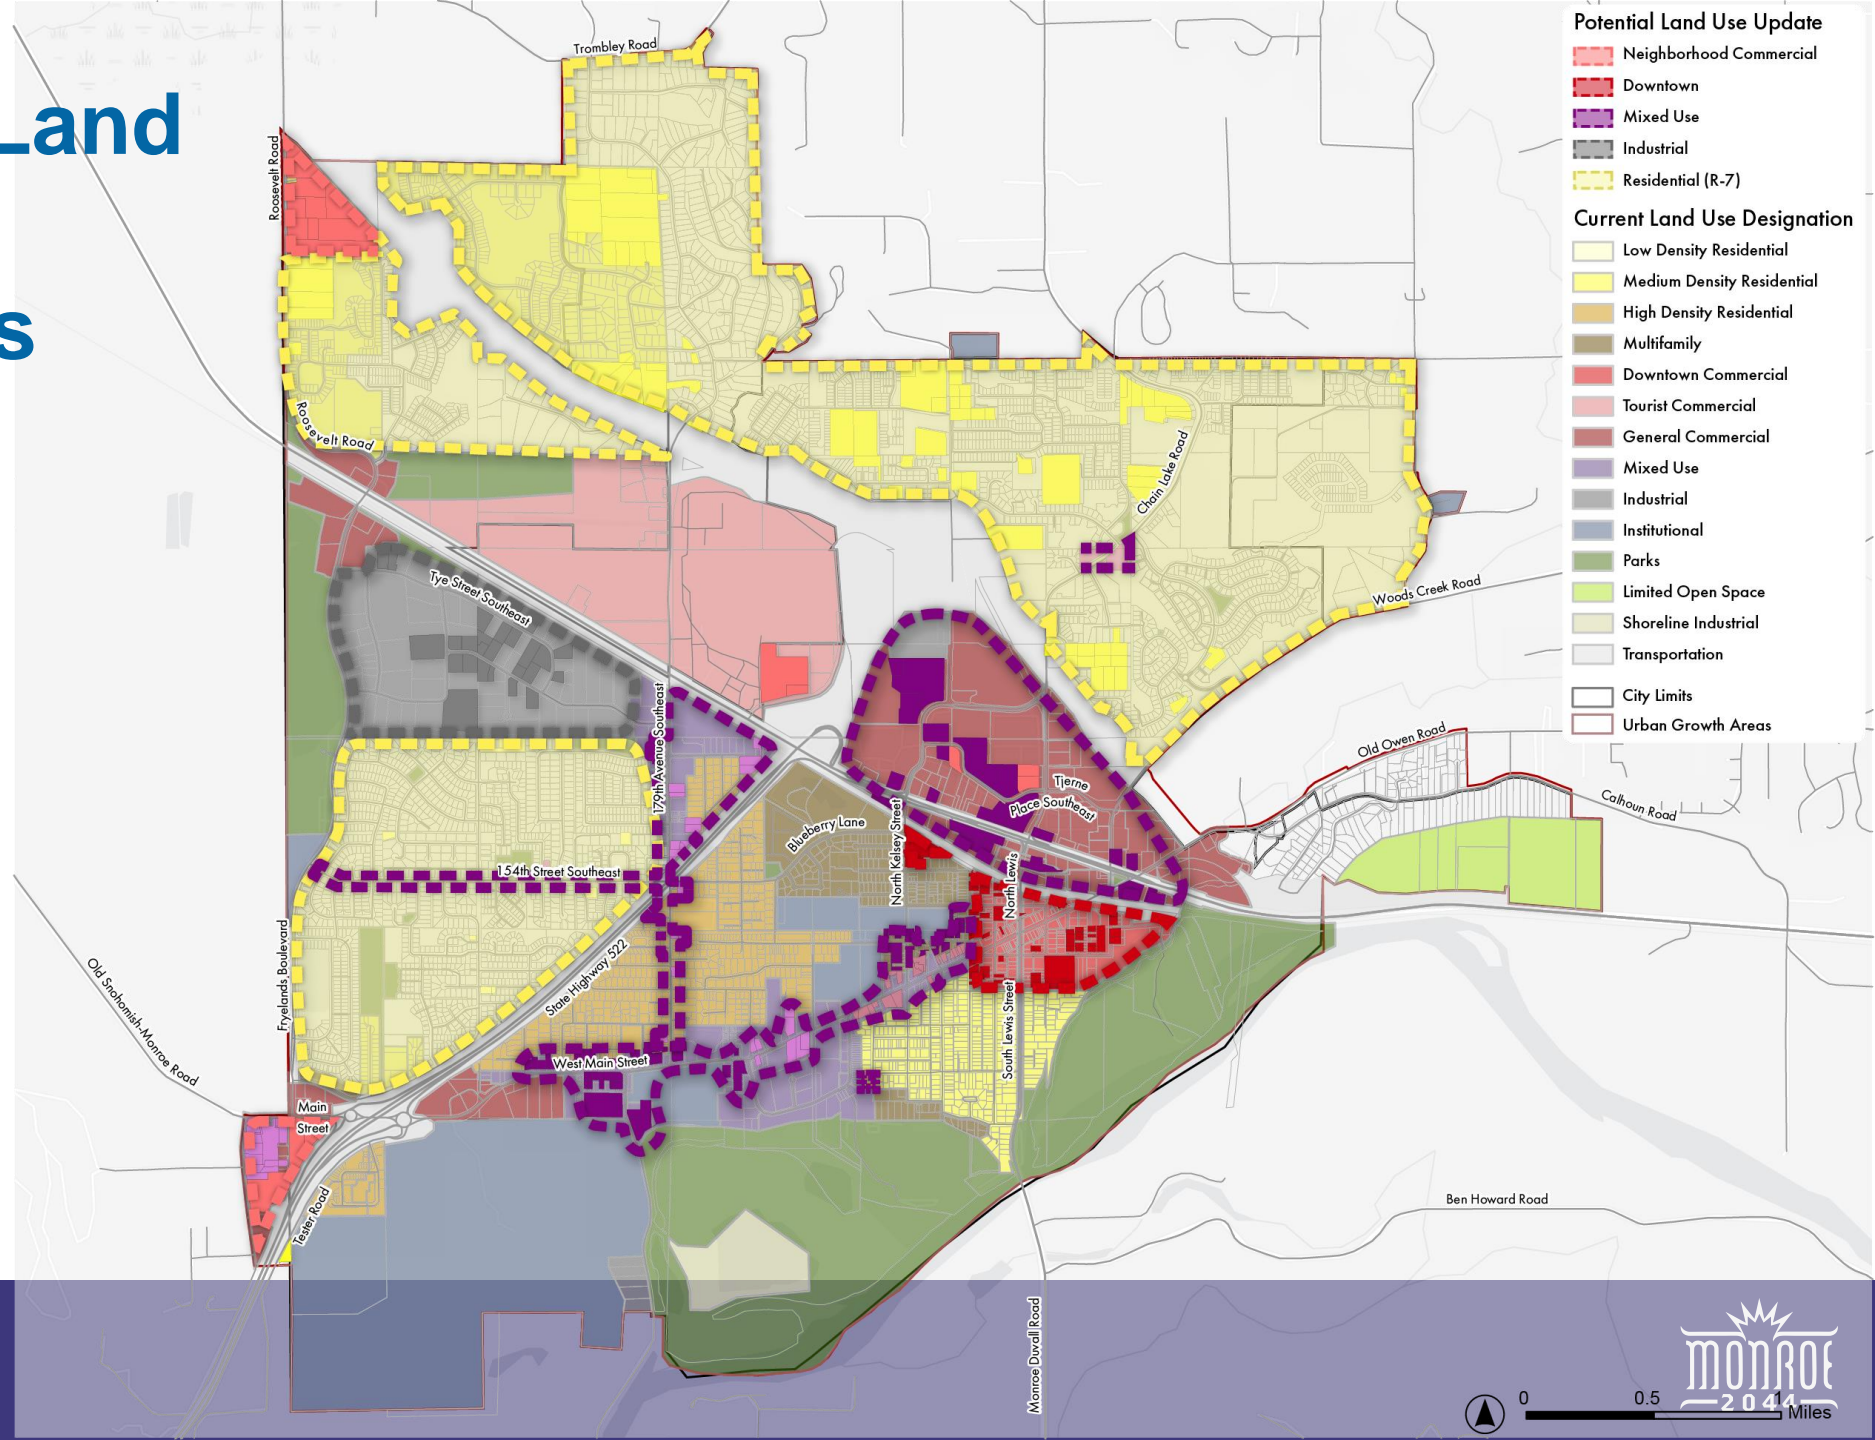 Land
s
Potential Land Use Update
Neighborhood Commercial
Downtown
Mixed Use
Industrial
Residential (R-7)
Current Land Use Designation
Low Density Residential
Medium Density Residential
High Density Residential
Multifamily
Downtown Commercial
Tourist Commercial
General Commercial
Mixed Use
Industrial
Institutional
Parks
Limited Open Space
Shoreline Industrial
Transportation
City Limits
Urban Growth Areas
Trombley Road
Roosevelt Road
Roosevelt Road
Chain Lake Road
Tye Street Southeast
Woods Creek Road
179th Avenue Southeast
Old Owen Road
Tjerne
Place Southeast
Calhoun Road
Blueberry Lane
North Kelsey Street
North Lewis
154th Street Southeast
Fryelands Boulevard
State Highway 522
Old Snohomish-Monroe Road
South Lewis Street
West Main Street
Main
Street
Tester Road
Ben Howard Road
Monroe Duvall Road
MONROE
2044
0 0.5 1
Miles